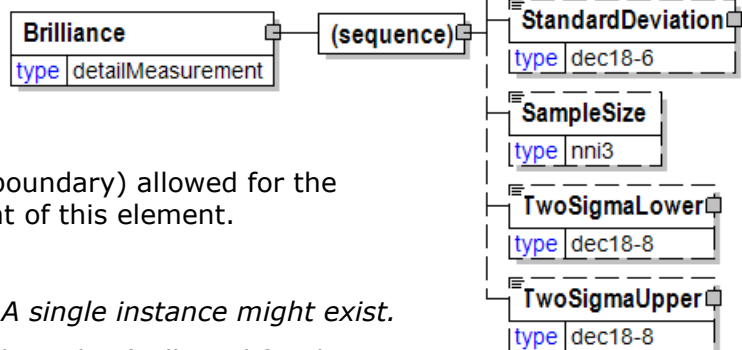 StandardDeviation
type dec18-6
Brilliance
type detailMeasurement
(sequence)
SampleSize
type nni3
TwoSigmaLower
type dec18-8
TwoSigmaUpper
type dec18-8
boundary) allowed for the
of this element.
A single instance might exist.